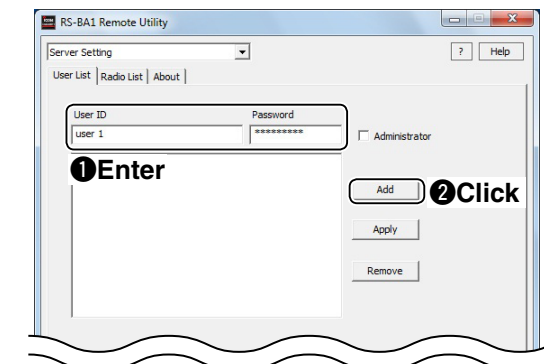 RS-BA1 Remote Utility
Server Setting
? Help
User List Radio List About
User ID Password
user 1 ********* Administrator
❶Enter
Add ❷Click
Apply
Remove